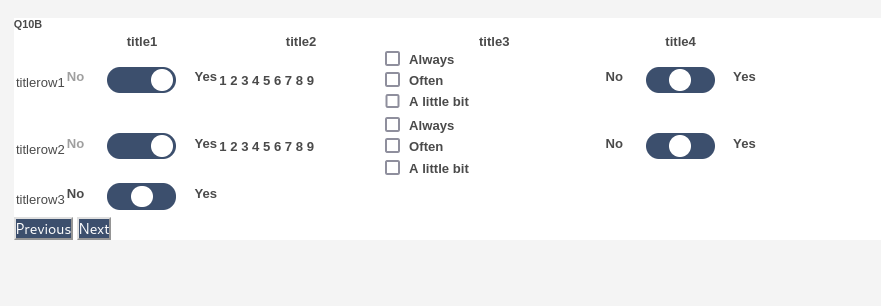 Q10B
title1 title2 title3 title4
Always
titlerow1 No Yes 1 2 3 4 5 6 7 8 9 Often No Yes
A little bit
Always
titlerow2 No Yes 1 2 3 4 5 6 7 8 9 Often No Yes
A little bit
titlerow3 No Yes
Previous Next